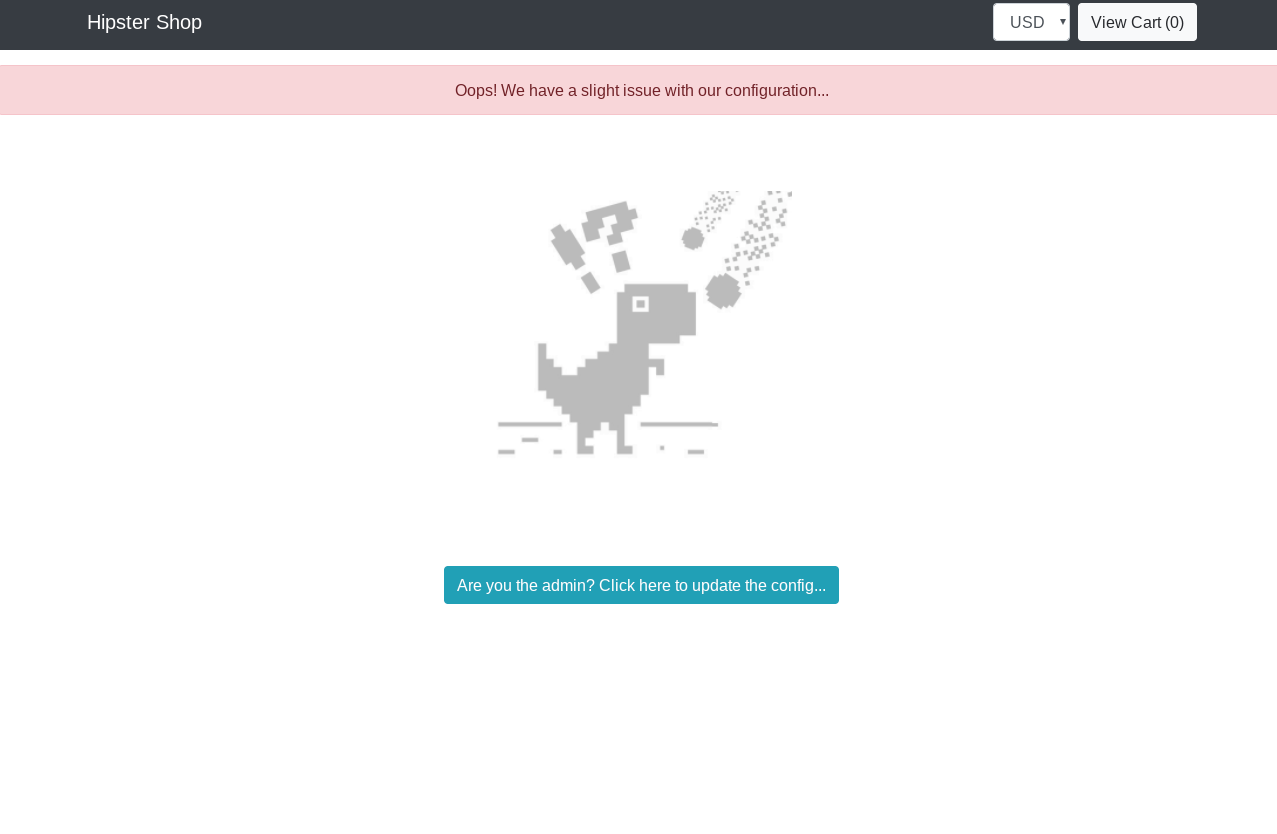 Hipster Shop
USD
View Cart (0)
Oops! We have a slight issue with our configuration...
!?
Are you the admin? Click here to update the config...